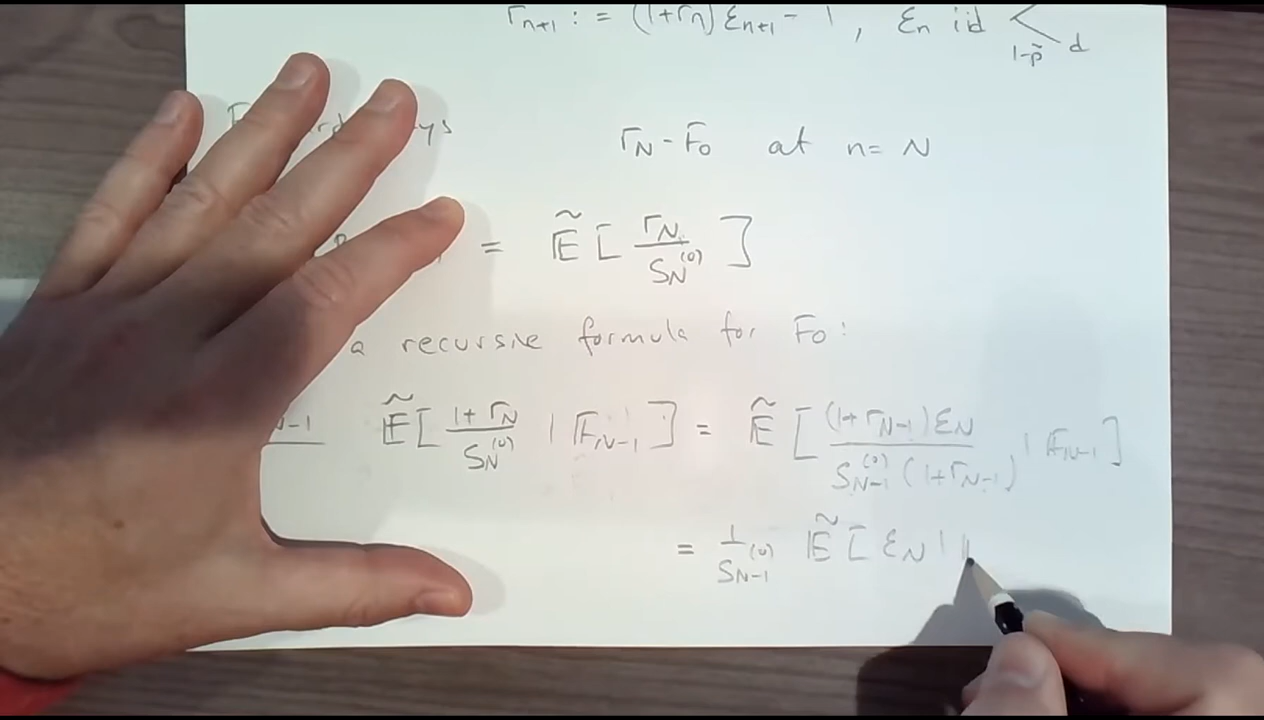 r_{n+1} := (1+r_n) ε_{n+1} - 1 , ε_n iid
1-p̃ d
r_N - F_0 at n = N
= Ẽ [ r_N / S_N^{(0)} ]
a recursive formula for F_0 :
N-1 Ẽ [ (1+r_N) / S_N^{(0)} | F_{N-1} ] = Ẽ [ (1+r_{N-1}) ε_N / S_{N-1}^{(0)} (1+r_{N-1}) | F_{N-1} ]
= 1 / S_{N-1}^{(0)} Ẽ [ ε_N |